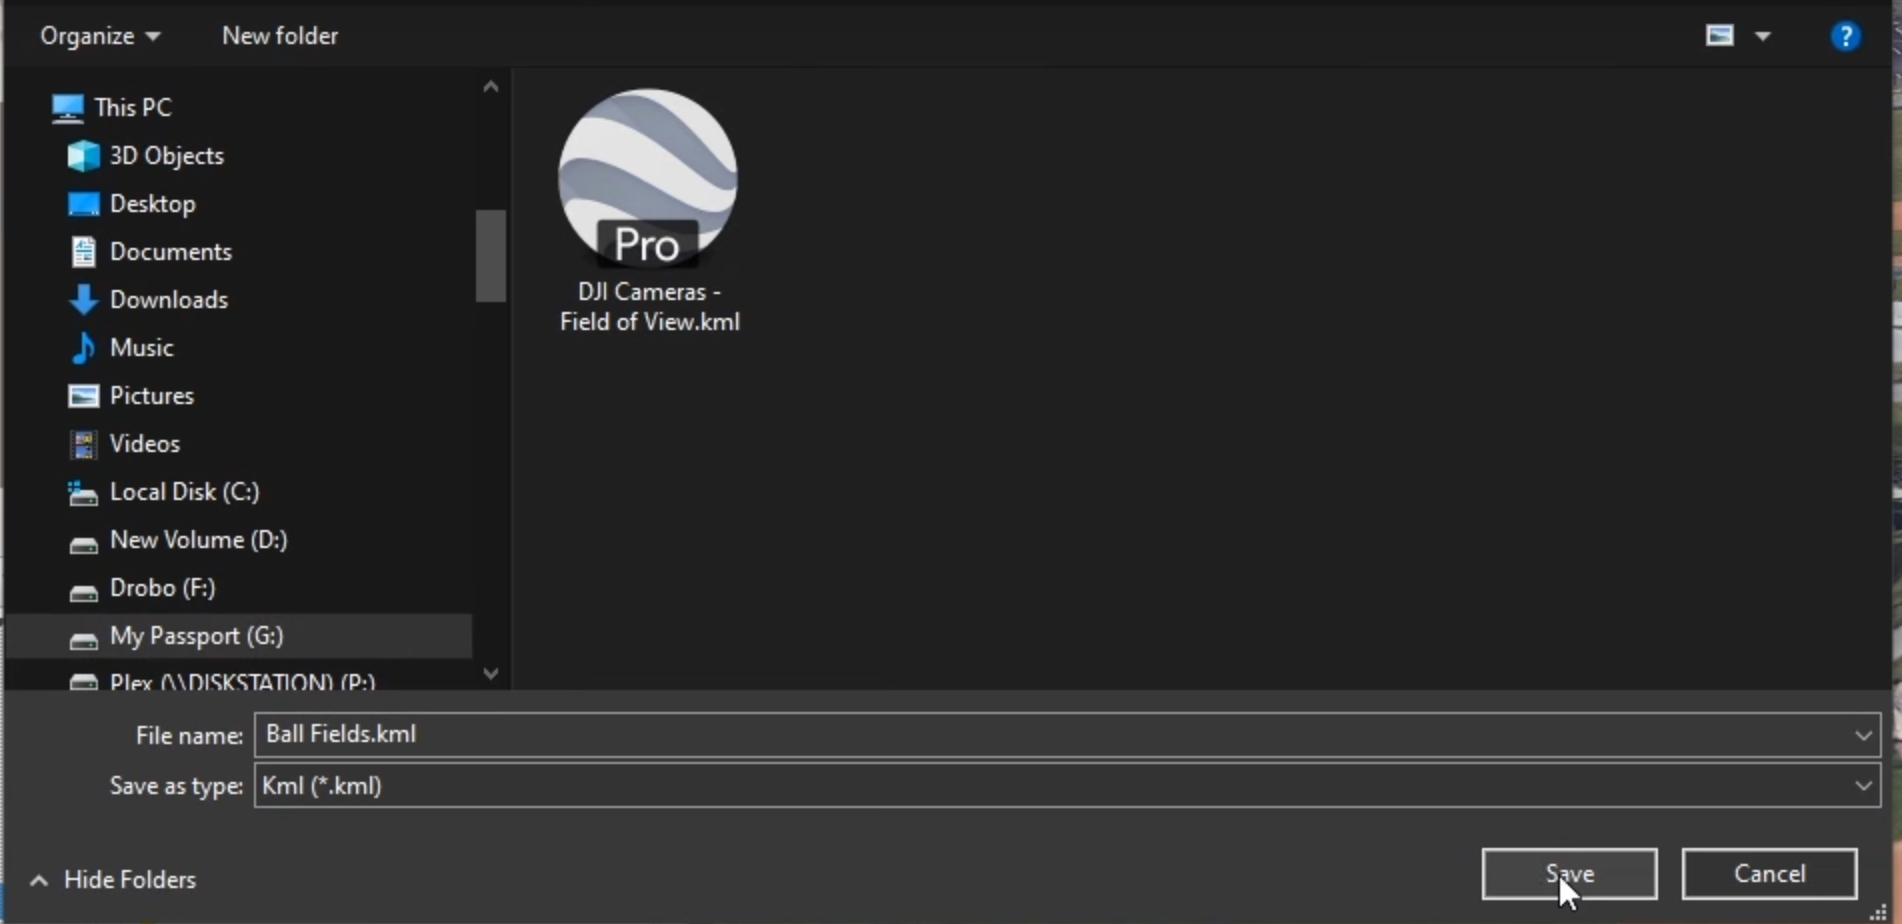 Organize
New folder
?
This PC
3D Objects
Desktop
Documents
Downloads
Music
Pictures
Videos
Local Disk (C:)
New Volume (D:)
Drobo (F:)
My Passport (G:)
Plex (\\DISKSTATION) (P:)
Pro
DJI Cameras -
Field of View.kml
File name: Ball Fields.kml
Save as type: Kml (*.kml)
Hide Folders
Save
Cancel